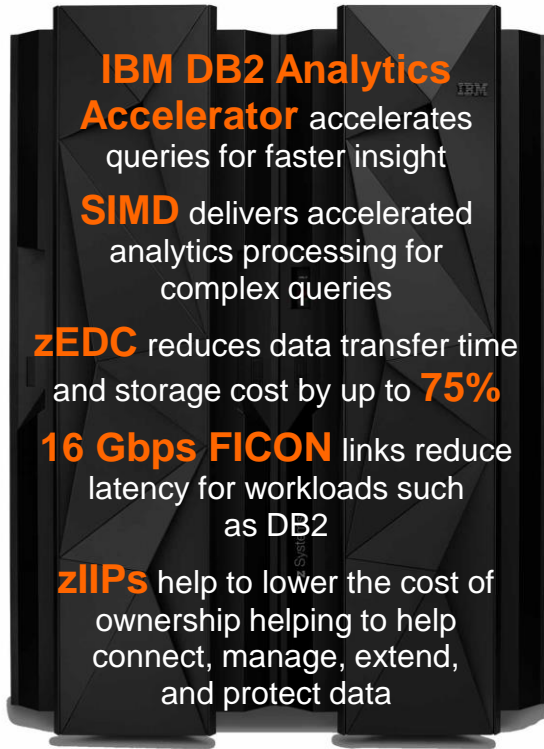 IBM DB2 Analytics
IBM
Accelerator accelerates
queries for faster insight
SIMD delivers accelerated
analytics processing for
complex queries
zEDC reduces data transfer time
and storage cost by up to 75%
16 Gbps FICON links reduce
latency for workloads such
as DB2
z Systems
zIIPs help to lower the cost of
ownership helping to help
connect, manage, extend,
and protect data